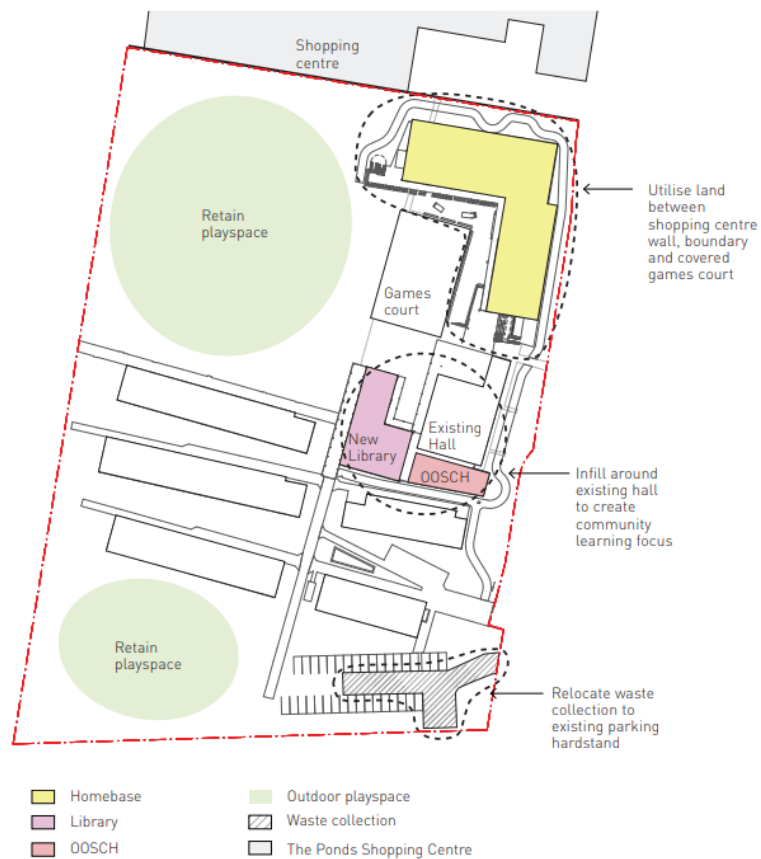 Shopping
centre
Retain
playspace
Utilise land
between
shopping centre
wall, boundary
and covered
games court
Games
court
New
Library
Existing
Hall
OOSCH
Infill around
existing hall
to create
community
learning focus
Retain
playspace
Relocate waste
collection to
existing parking
hardstand
Homebase
Library
OOSCH
Outdoor playspace
Waste collection
The Ponds Shopping Centre